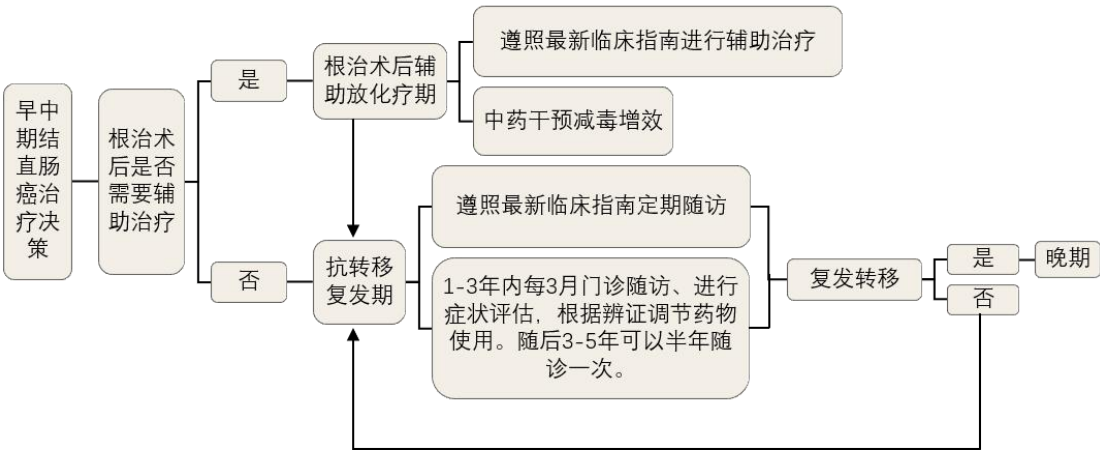 早中
期结
直肠
癌治
疗决
策
根治术
后是否
需要辅
助治疗
是
根治术后辅
助放化疗期
遵照最新临床指南进行辅助治疗
中药干预减毒增效
否
抗转移
复发期
遵照最新临床指南定期随访
1-3年内每3月门诊随访、进行
症状评估，根据辨证调节药物
使用。随后3-5年可以半年随
诊一次。
复发转移
是
晚期
否